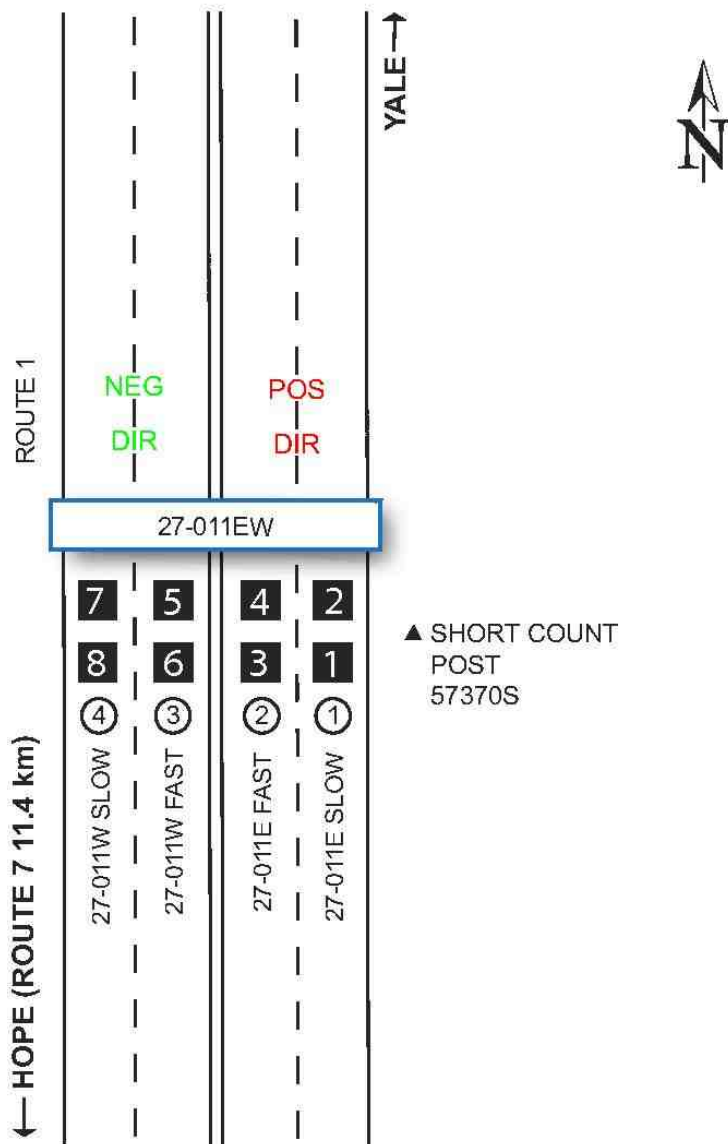 YALE →
N
ROUTE 1
NEG
DIR
POS
DIR
27-011EW
7
5
4
2
8
6
3
1
4
3
2
1
27-011W SLOW
27-011W FAST
27-011E FAST
27-011E SLOW
▲ SHORT COUNT
POST
57370S
← HOPE (ROUTE 7 11.4 km)